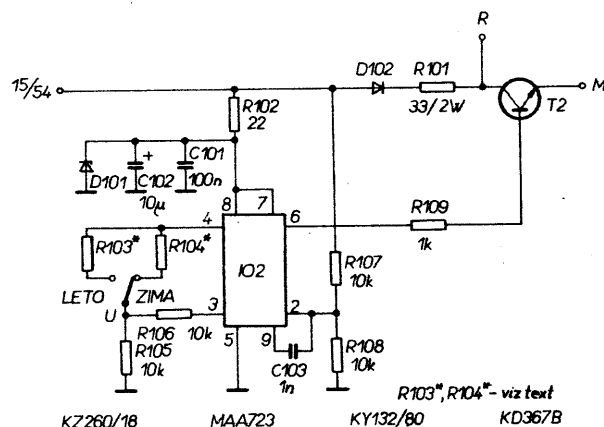 R
15/54
D102
R101
M
33/2W
T2
R102
22
C101
D101
C102
100n
10µ
8
7
4
6
R103*
R104*
R109
1k
IO2
R107
10k
LETO
ZIMA
U
3
2
R106
10k
R105
10k
5
9
R108
10k
C103
1n
R103*, R104* - viz text
KZ260/18
MAA723
KY132/80
KD367B